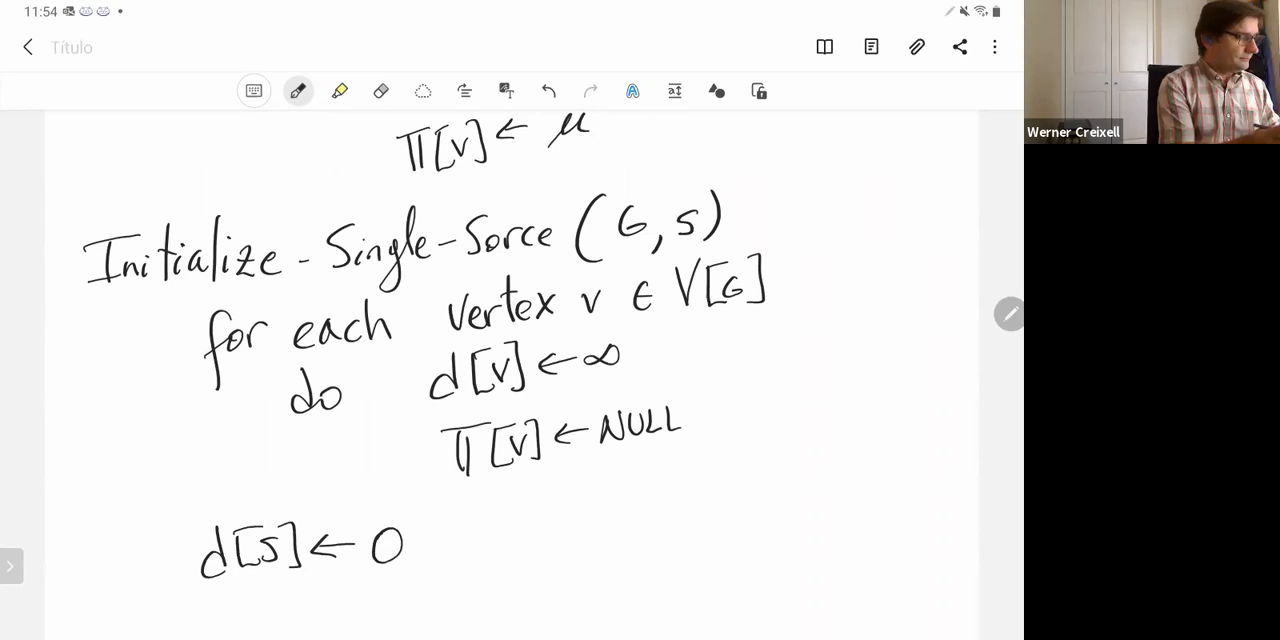 11:54
Título
Π[v] ← u
Initialize - Single - Sorce (G, s)
for each vertex v ∈ V[G]
do d[v] ← ∞
Π[v] ← NULL
d[s] ← 0
Werner Creixell